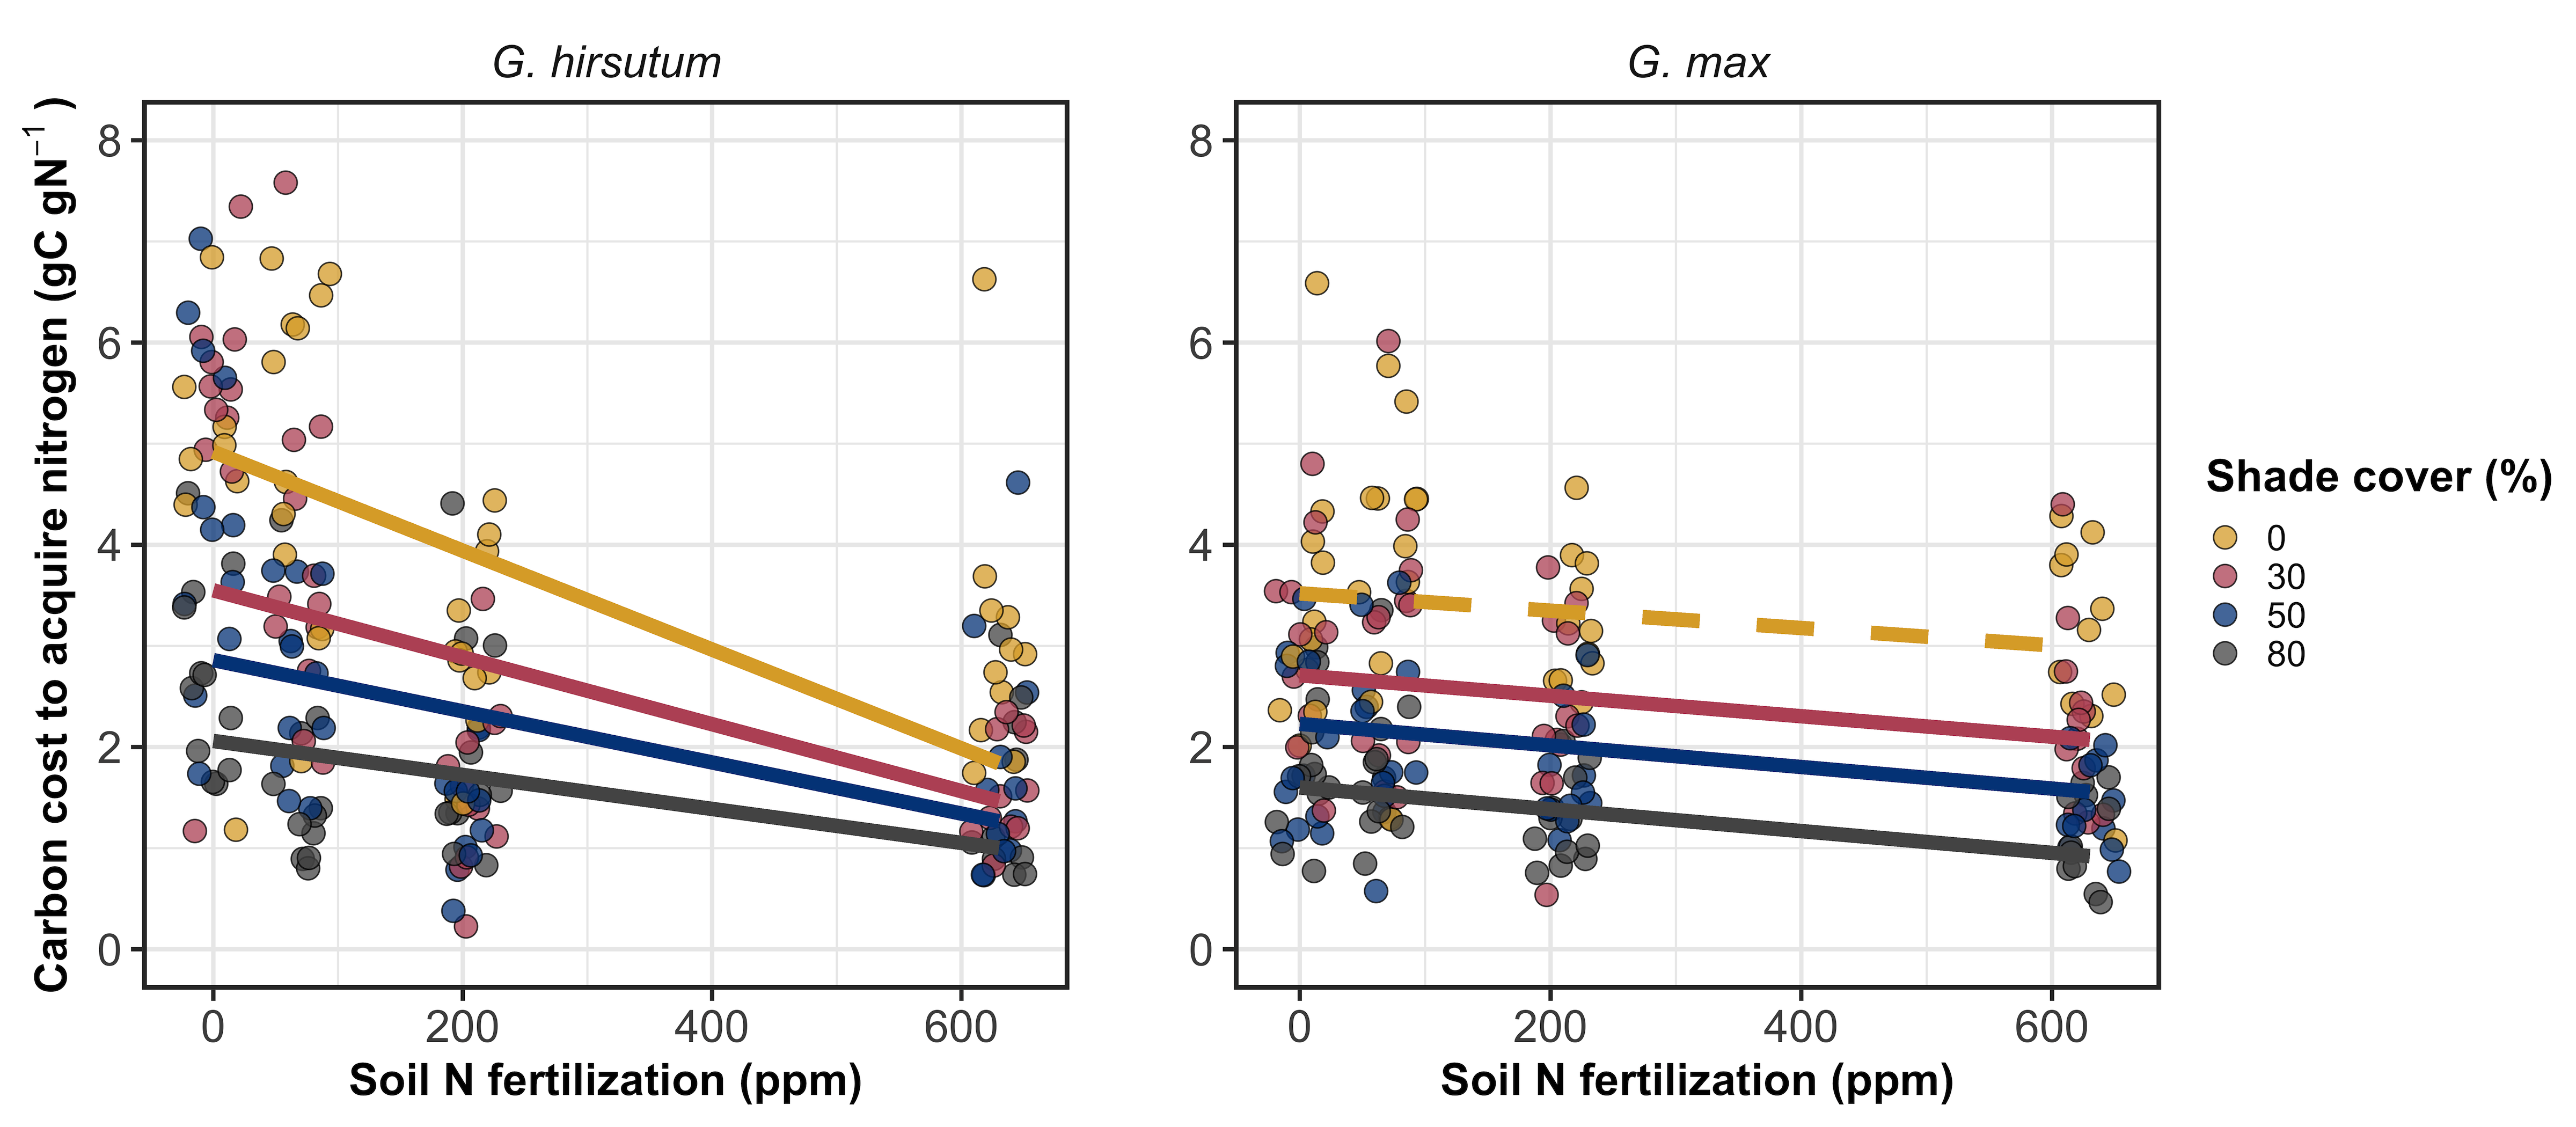 G. hirsutum
G. max
Carbon cost to acquire nitrogen (gC gN⁻¹)
8
6
4
2
0
0 200 400 600
Soil N fertilization (ppm)
8
6
4
2
0
0 200 400 600
Soil N fertilization (ppm)
Shade cover (%)
0
30
50
80